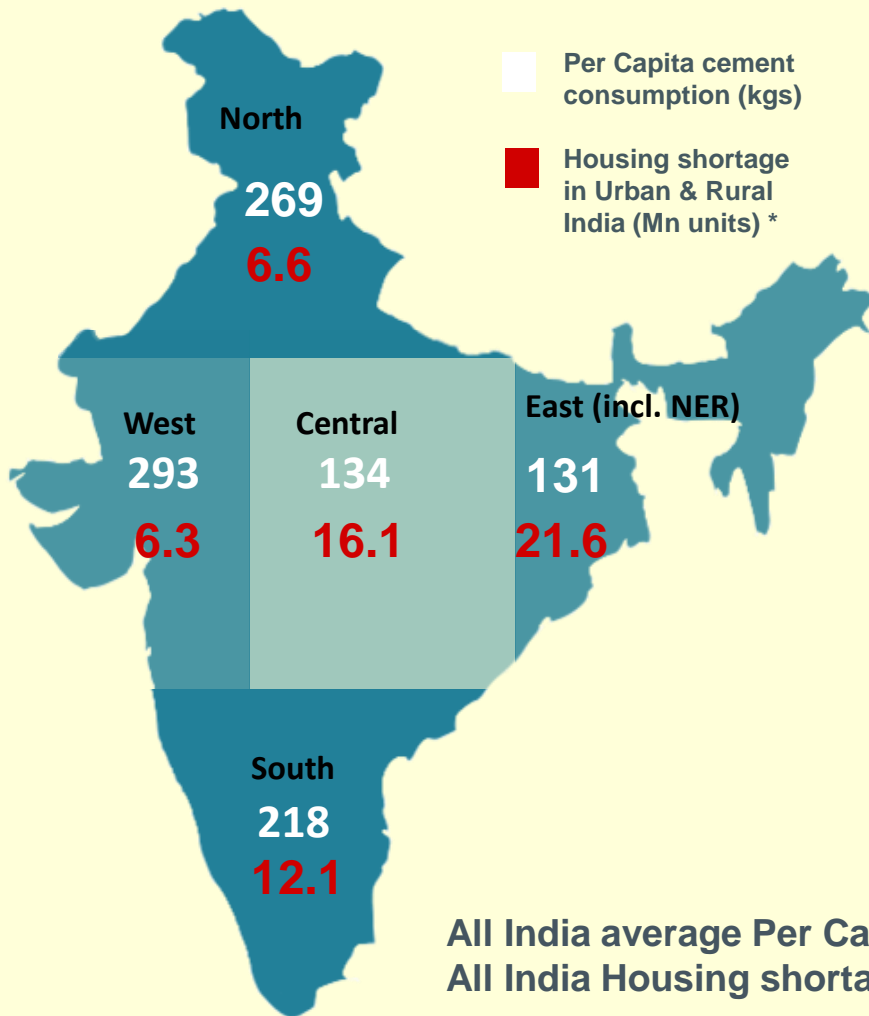 Per Capita cement
consumption (kgs)
Housing shortage
in Urban & Rural
India (Mn units) *
North
269
6.6
West
293
6.3
Central
134
16.1
East (incl. NER)
131
21.6
South
218
12.1
All India average Per Ca
All India Housing shorta